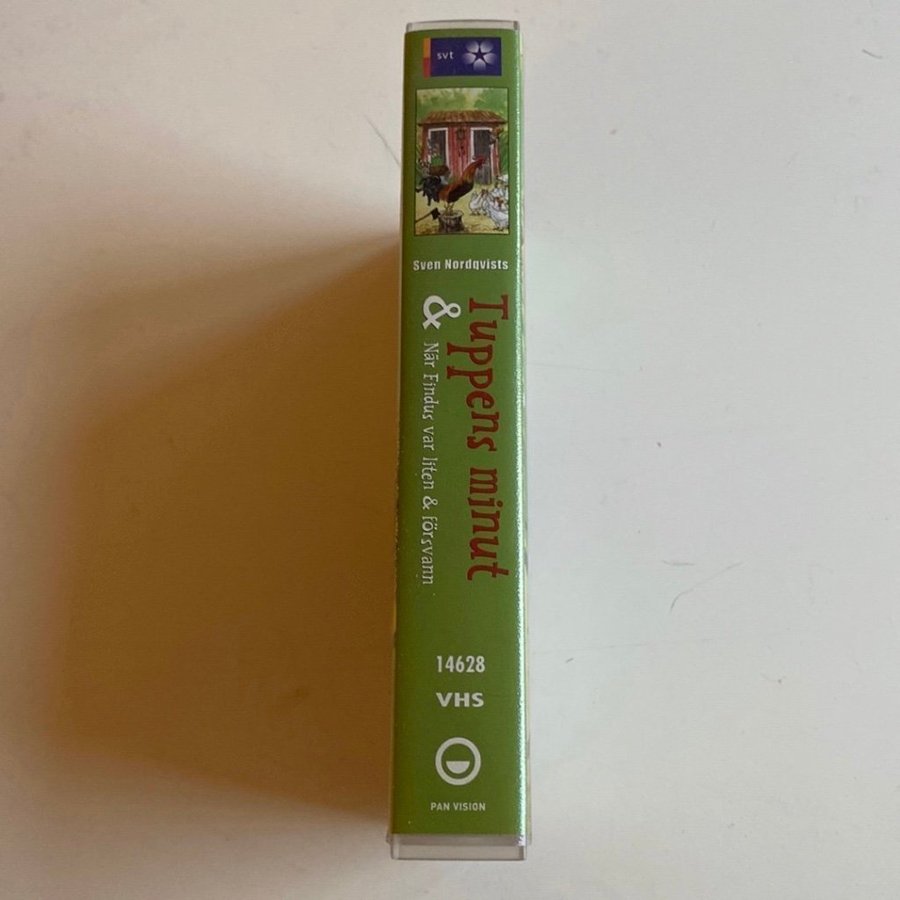 svt
Sven Nordqvists
Tuppens minut
& När Findus var liten & försvann
14628
VHS
PAN VISION